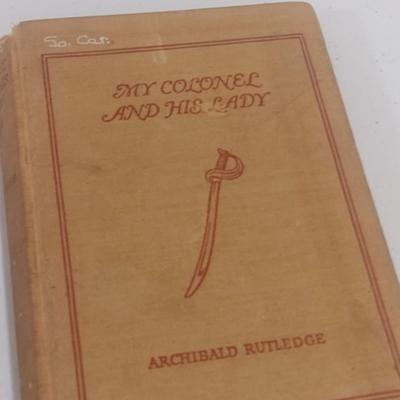 So. Car.
MY COLONEL
AND HIS LADY
ARCHIBALD RUTLEDGE